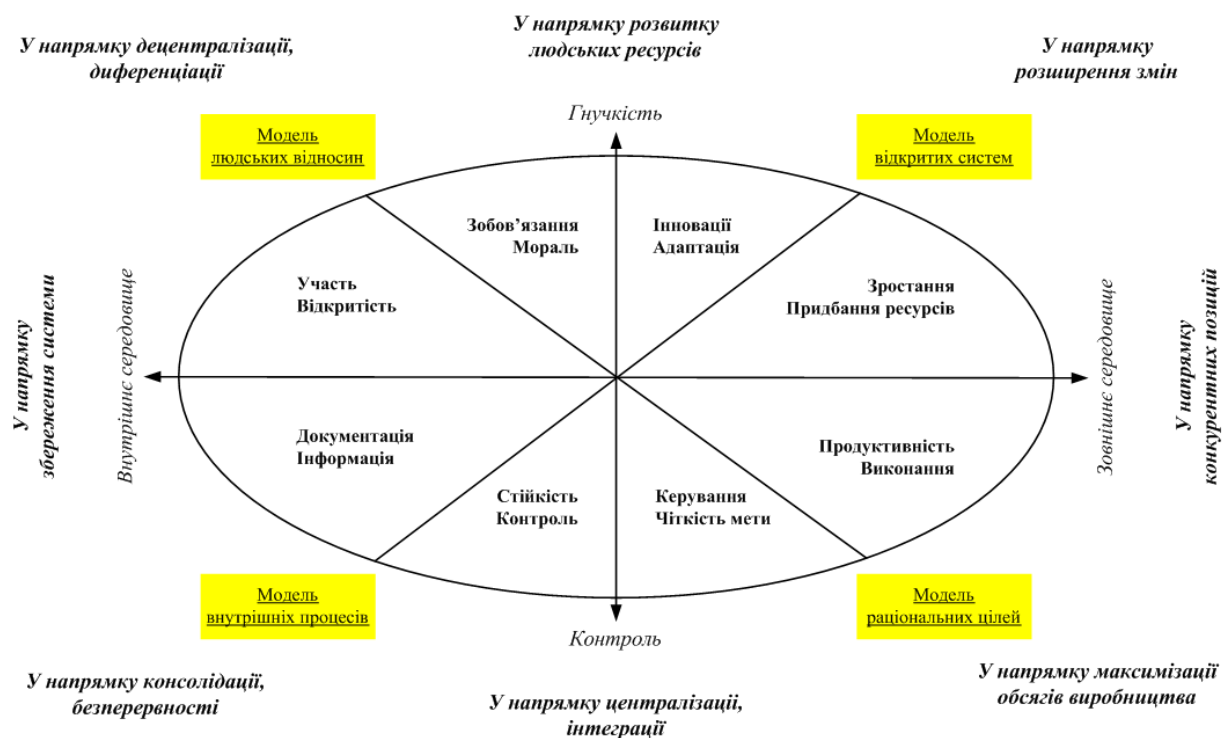 У напрямку децентралізації,
диференціації
У напрямку розвитку
людських ресурсів
У напрямку
розширення змін
Гнучкість
Модель
людських відносин
Модель
відкритих систем
Зобов’язання
Мораль
Інновації
Адаптація
Участь
Відкритість
Зростання
Придбання ресурсів
У напрямку
збереження системи
Внутрішнє середовище
Зовнішнє середовище
У напрямку
конкурентних позицій
Документація
Інформація
Продуктивність
Виконання
Стійкість
Контроль
Керування
Чіткість мети
Модель
внутрішніх процесів
Модель
раціональних цілей
Контроль
У напрямку консолідації,
безперервності
У напрямку централізації,
інтеграції
У напрямку максимізації
обсягів виробництва